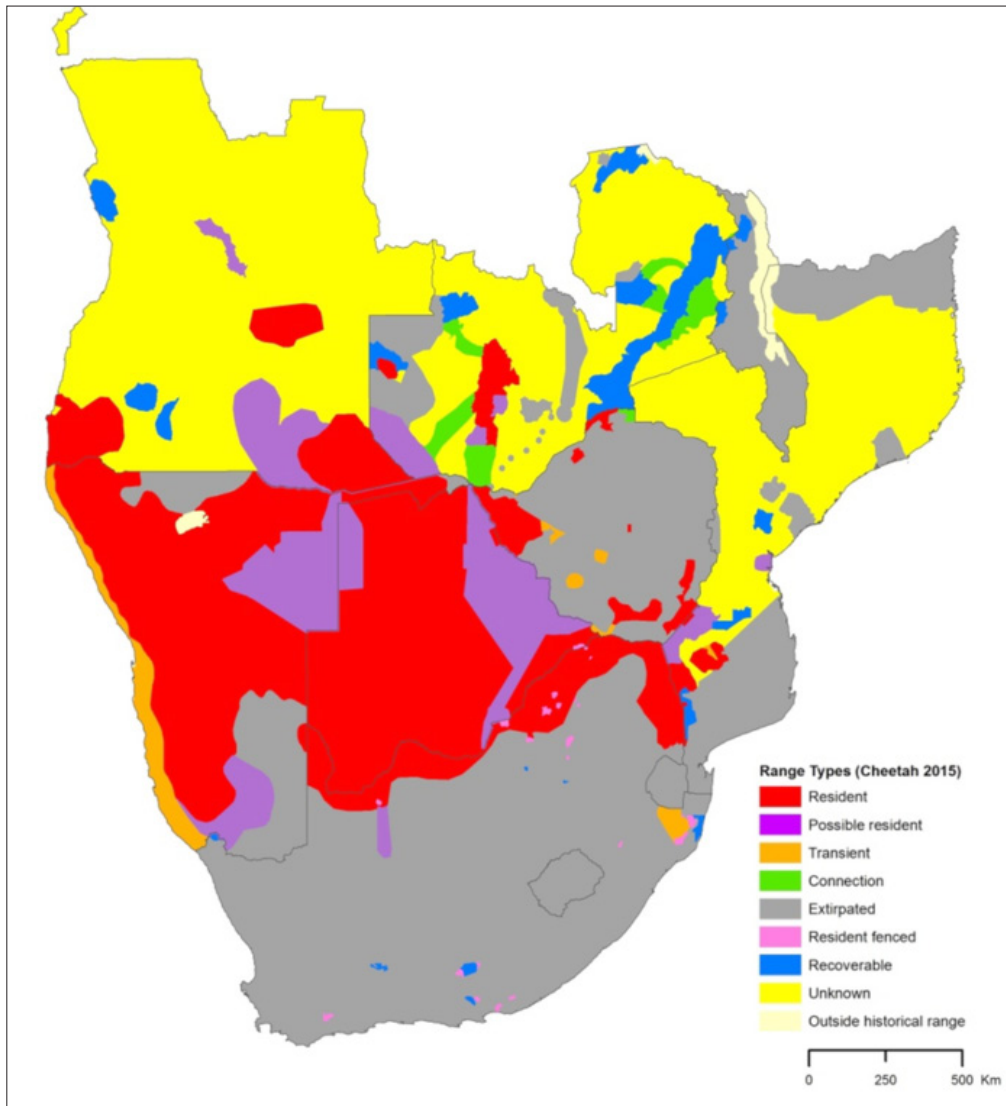 Range Types (Cheetah 2015)
Resident
Possible resident
Transient
Connection
Extirpated
Resident fenced
Recoverable
Unknown
Outside historical range
0 250 500 Km